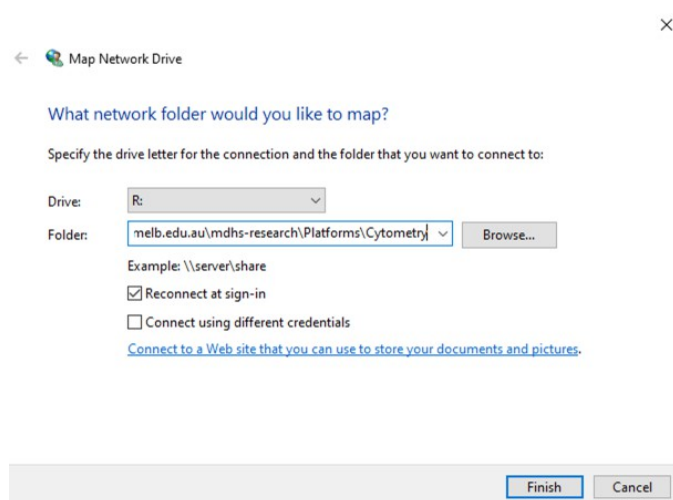 Map Network Drive
What network folder would you like to map?
Specify the drive letter for the connection and the folder that you want to connect to:
Drive: R:
Folder: melb.edu.au\mdhs-research\Platforms\Cytometry Browse...
Example: \\server\share
Reconnect at sign-in
Connect using different credentials
Connect to a Web site that you can use to store your documents and pictures.
Finish Cancel